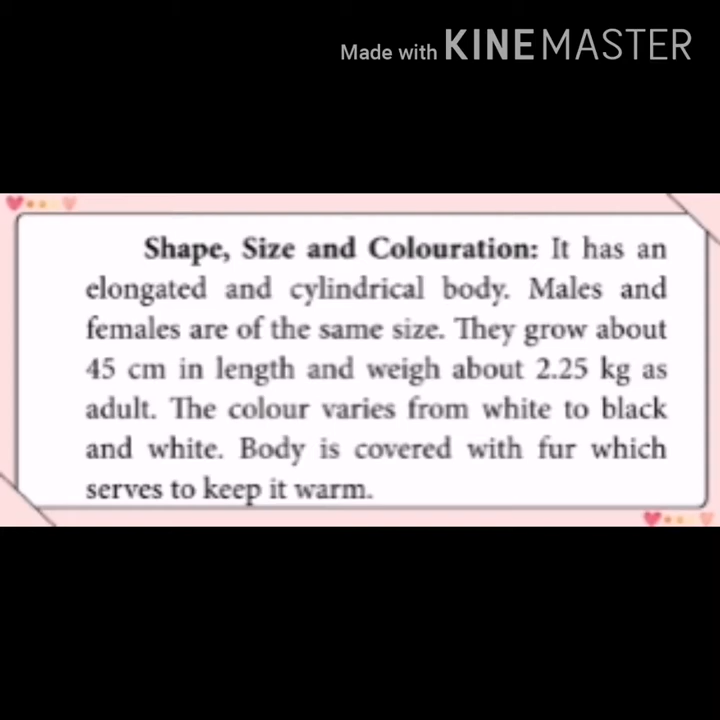 Made with KINEMASTER
Shape, Size and Colouration: It has an
elongated and cylindrical body. Males and
females are of the same size. They grow about
45 cm in length and weigh about 2.25 kg as
adult. The colour varies from white to black
and white. Body is covered with fur which
serves to keep it warm.